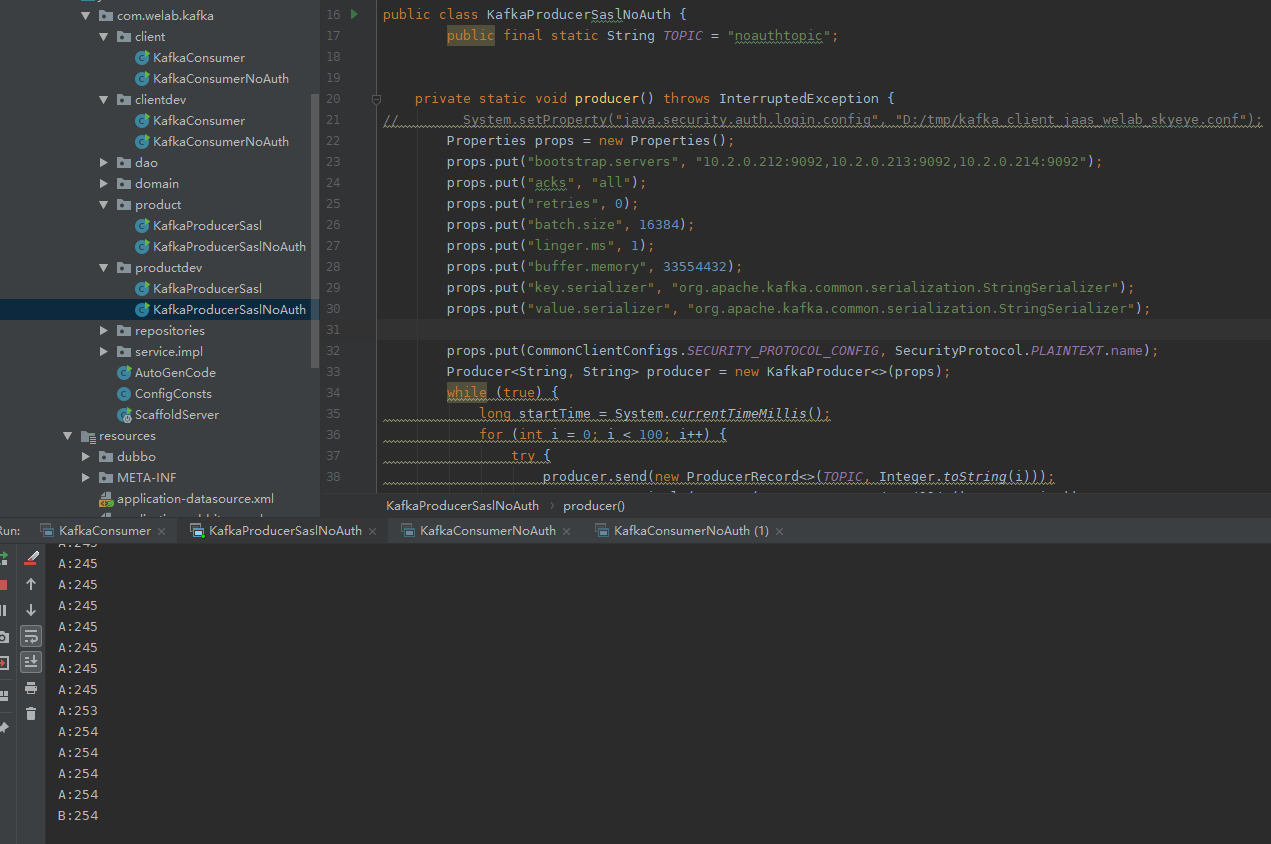 com.welab.kafka
client
KafkaConsumer
KafkaConsumerNoAuth
clientdev
KafkaConsumer
KafkaConsumerNoAuth
dao
domain
product
KafkaProducerSasl
KafkaProducerSaslNoAuth
productdev
KafkaProducerSasl
KafkaProducerSaslNoAuth
repositories
service.impl
AutoGenCode
ConfigConsts
ScaffoldServer
resources
dubbo
META-INF
application-datasource.xml
16 public class KafkaProducerSaslNoAuth {
17 public final static String TOPIC = "noauthtopic";
18
19
20 private static void producer() throws InterruptedException {
21 // System.setProperty("java.security.auth.login.config", "D:/tmp/kafka_client_jaas_welab_skyeye.conf");
22 Properties props = new Properties();
23 props.put("bootstrap.servers", "10.2.0.212:9092,10.2.0.213:9092,10.2.0.214:9092");
24 props.put("acks", "all");
25 props.put("retries", 0);
26 props.put("batch.size", 16384);
27 props.put("linger.ms", 1);
28 props.put("buffer.memory", 33554432);
29 props.put("key.serializer", "org.apache.kafka.common.serialization.StringSerializer");
30 props.put("value.serializer", "org.apache.kafka.common.serialization.StringSerializer");
31
32 props.put(CommonClientConfigs.SECURITY_PROTOCOL_CONFIG, SecurityProtocol.PLAINTEXT.name);
33 Producer<String, String> producer = new KafkaProducer<>(props);
34 while (true) {
35 long startTime = System.currentTimeMillis();
36 for (int i = 0; i < 100; i++) {
37 try {
38 producer.send(new ProducerRecord<>(TOPIC, Integer.toString(i)));
KafkaProducerSaslNoAuth › producer()
Run: KafkaConsumer × KafkaProducerSaslNoAuth × KafkaConsumerNoAuth × KafkaConsumerNoAuth (1) ×
A:245
A:245
A:245
A:245
A:245
A:245
A:245
A:245
A:253
A:254
A:254
A:254
A:254
B:254